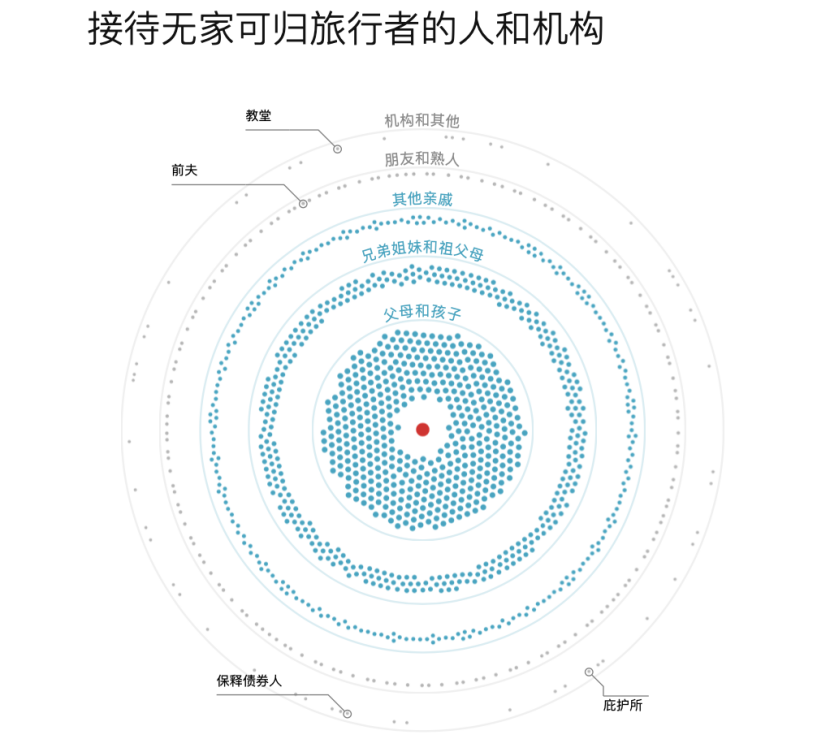 接待无家可归旅行者的人和机构
教堂
机构和其他
朋友和熟人
前夫
其他亲戚
兄弟姐妹和祖父母
父母和孩子
保释债券人
庇护所